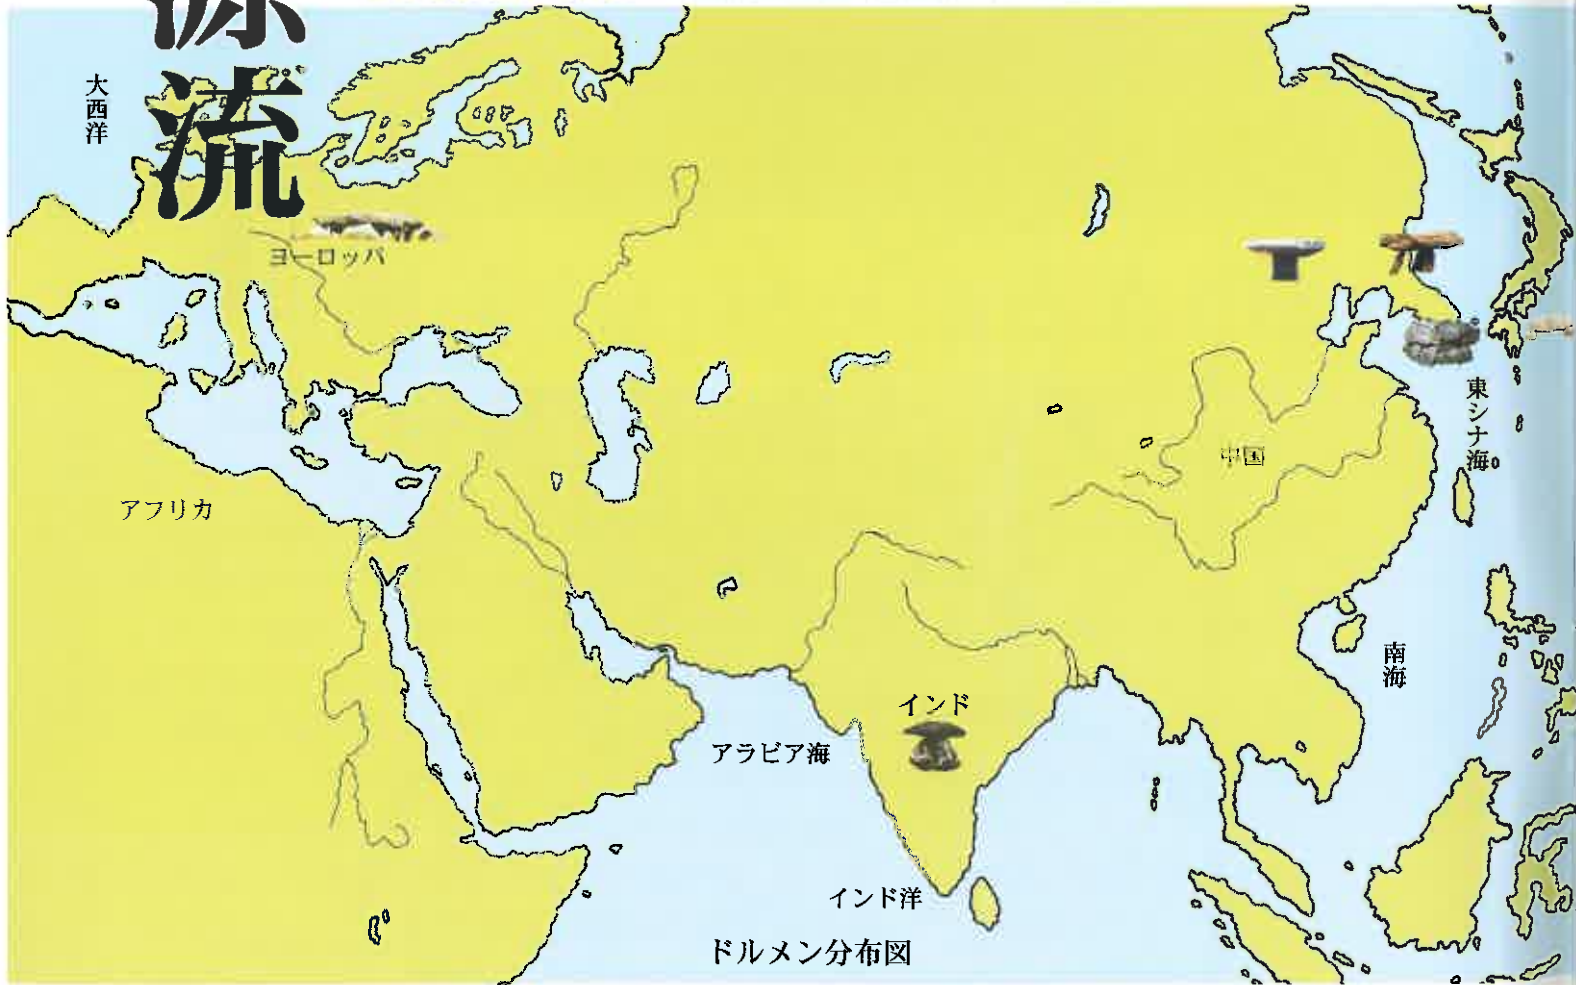 源流
大西洋
ヨーロッパ
アフリカ
中国
東シナ海
南海
インド
アラビア海
インド洋
ドルメン分布図